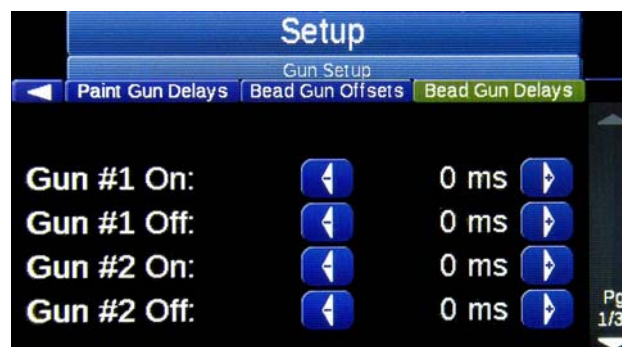 Setup
Gun Setup
Paint Gun Delays Bead Gun Offsets Bead Gun Delays
Gun #1 On: - 0 ms +
Gun #1 Off: - 0 ms +
Gun #2 On: - 0 ms +
Gun #2 Off: - 0 ms +
Pg
1/3